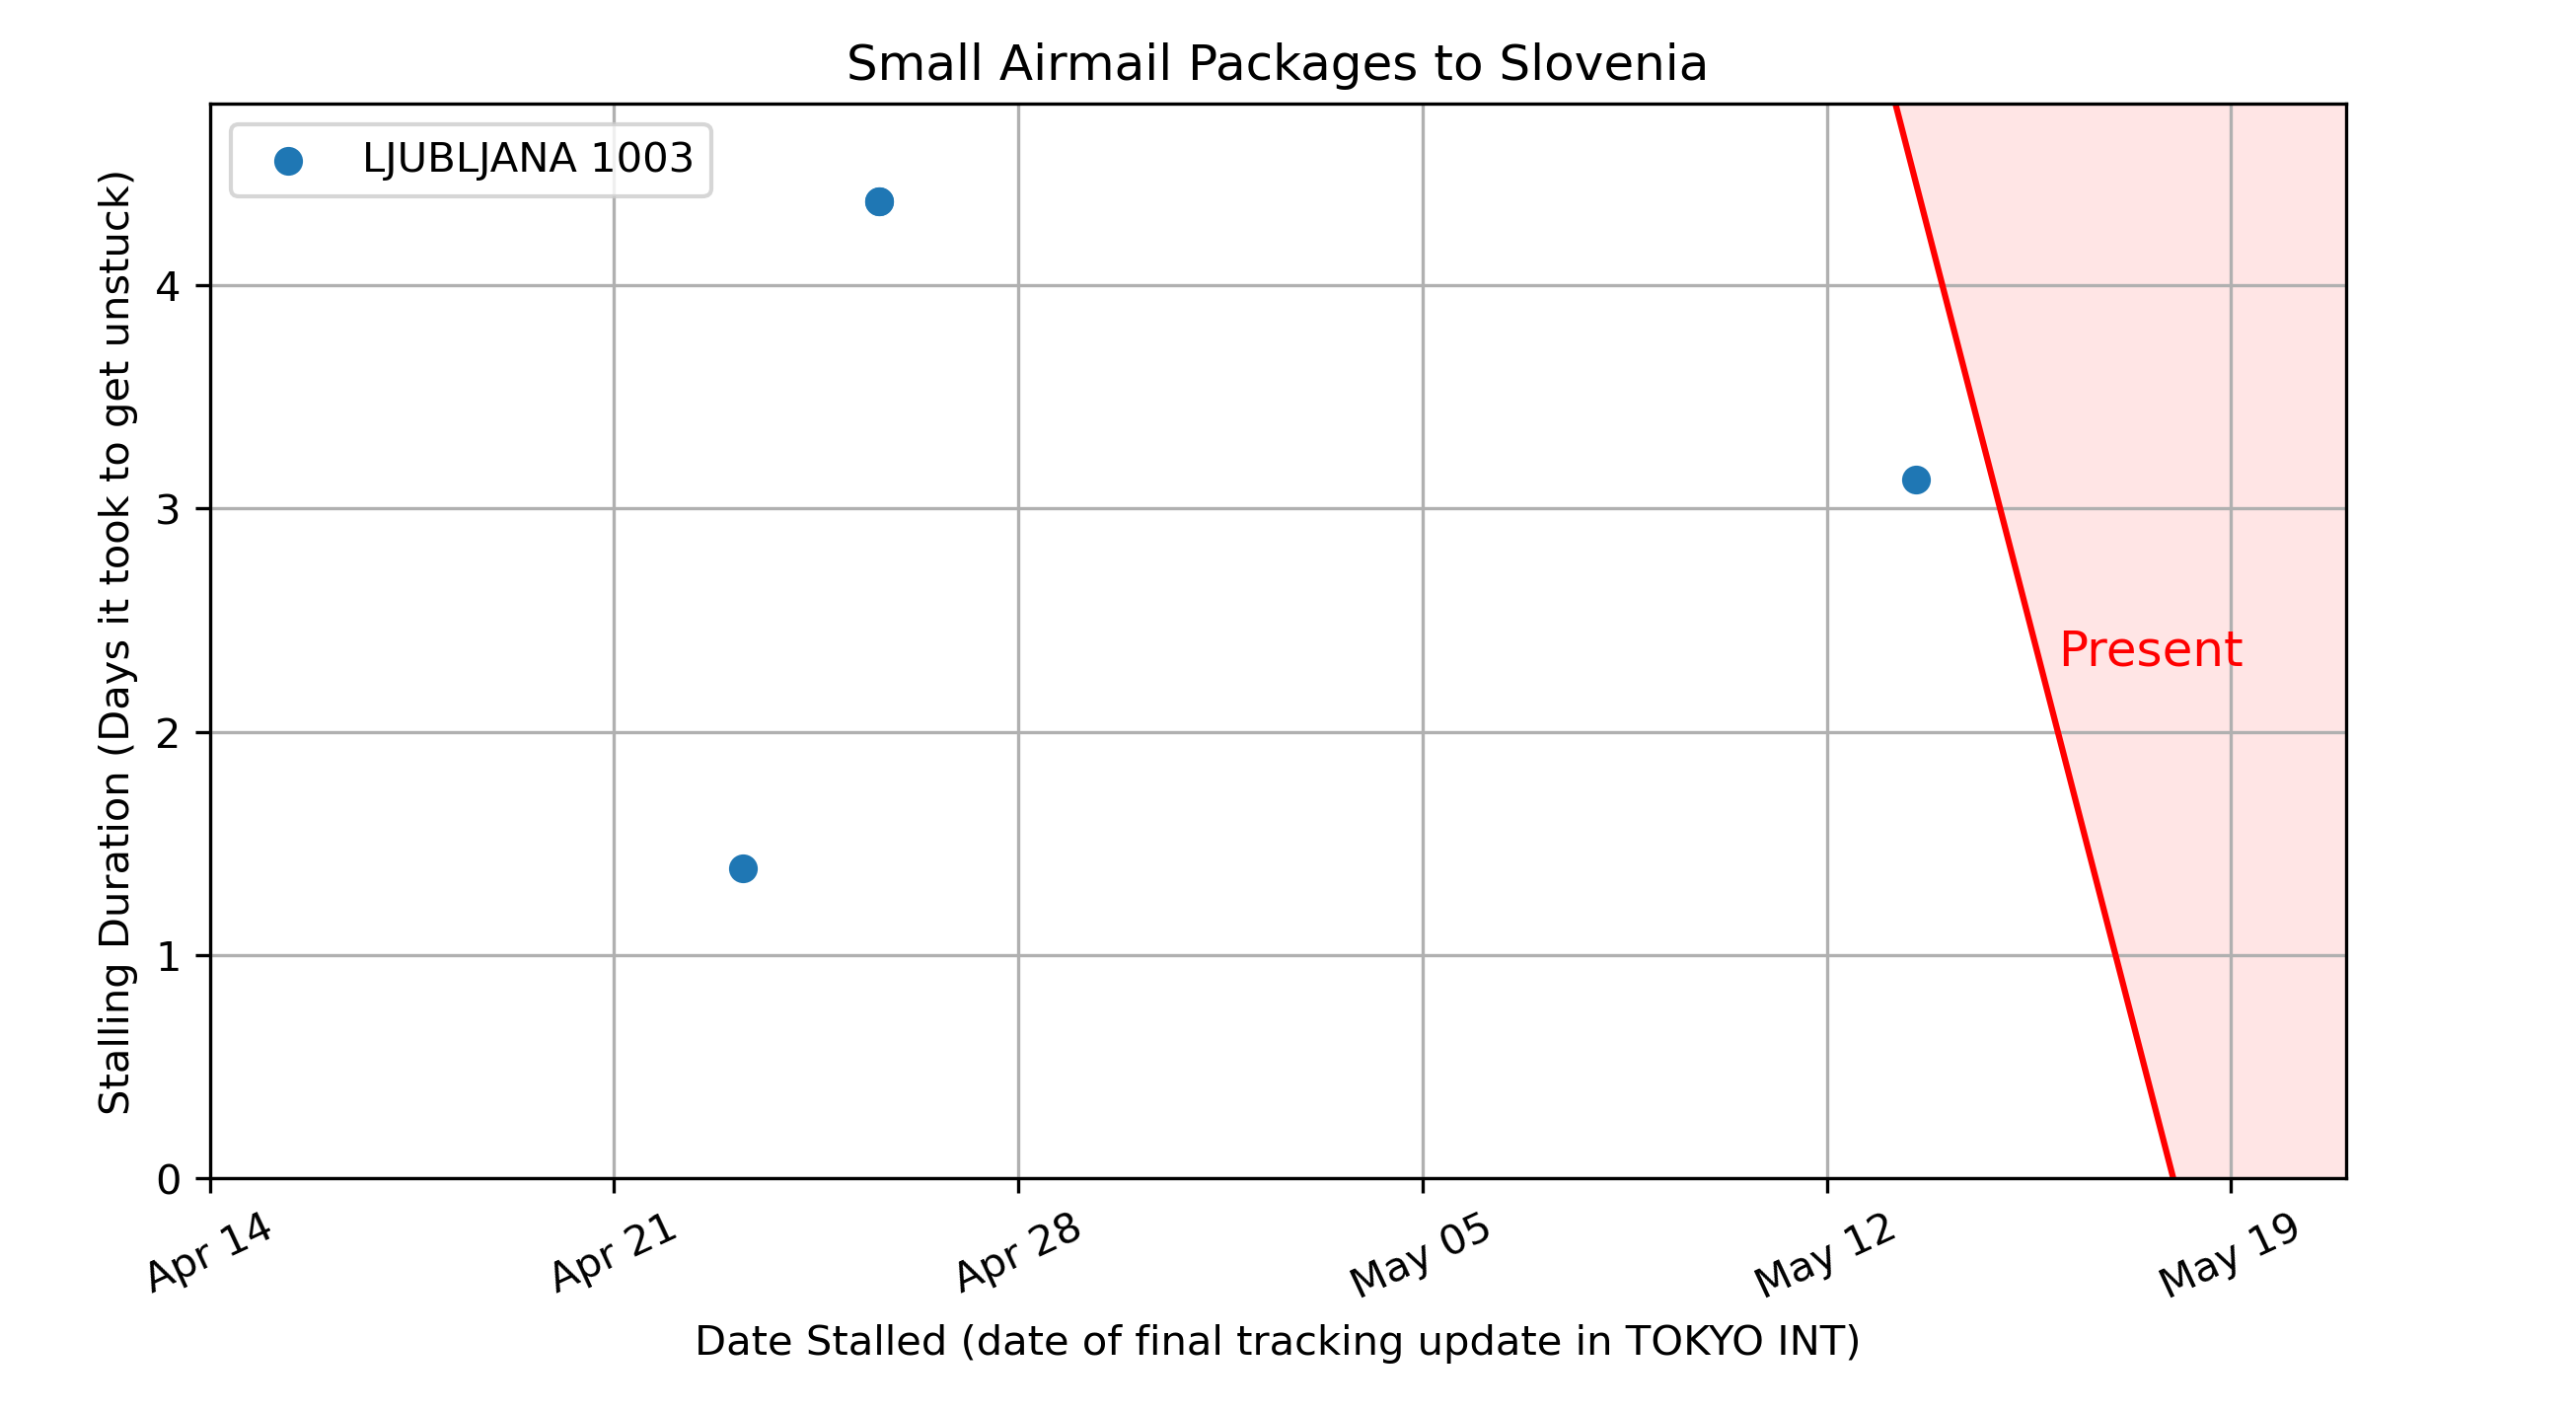 Small Airmail Packages to Slovenia
LJUBLJANA 1003
Stalling Duration (Days it took to get unstuck)
4
3
2
1
0
Present
Apr 14
Apr 21
Apr 28
May 05
May 12
May 19
Date Stalled (date of final tracking update in TOKYO INT)